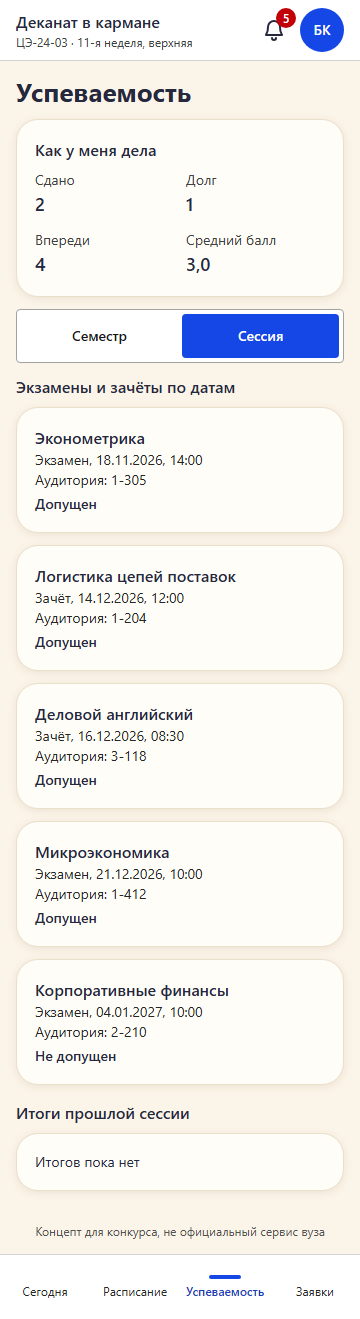 Деканат в кармане
ЦЭ-24-03 · 11-я неделя, верхняя
5
БК
Успеваемость
Как у меня дела
Сдано
Долг
2
1
Впереди
Средний балл
4
3,0
Семестр
Сессия
Экзамены и зачёты по датам
Эконометрика
Экзамен, 18.11.2026, 14:00
Аудитория: 1-305
Допущен
Логистика цепей поставок
Зачёт, 14.12.2026, 12:00
Аудитория: 1-204
Допущен
Деловой английский
Зачёт, 16.12.2026, 08:30
Аудитория: 3-118
Допущен
Микроэкономика
Экзамен, 21.12.2026, 10:00
Аудитория: 1-412
Допущен
Корпоративные финансы
Экзамен, 04.01.2027, 10:00
Аудитория: 2-210
Не допущен
Итоги прошлой сессии
Итогов пока нет
Концепт для конкурса, не официальный сервис вуза
Сегодня
Расписание
Успеваемость
Заявки